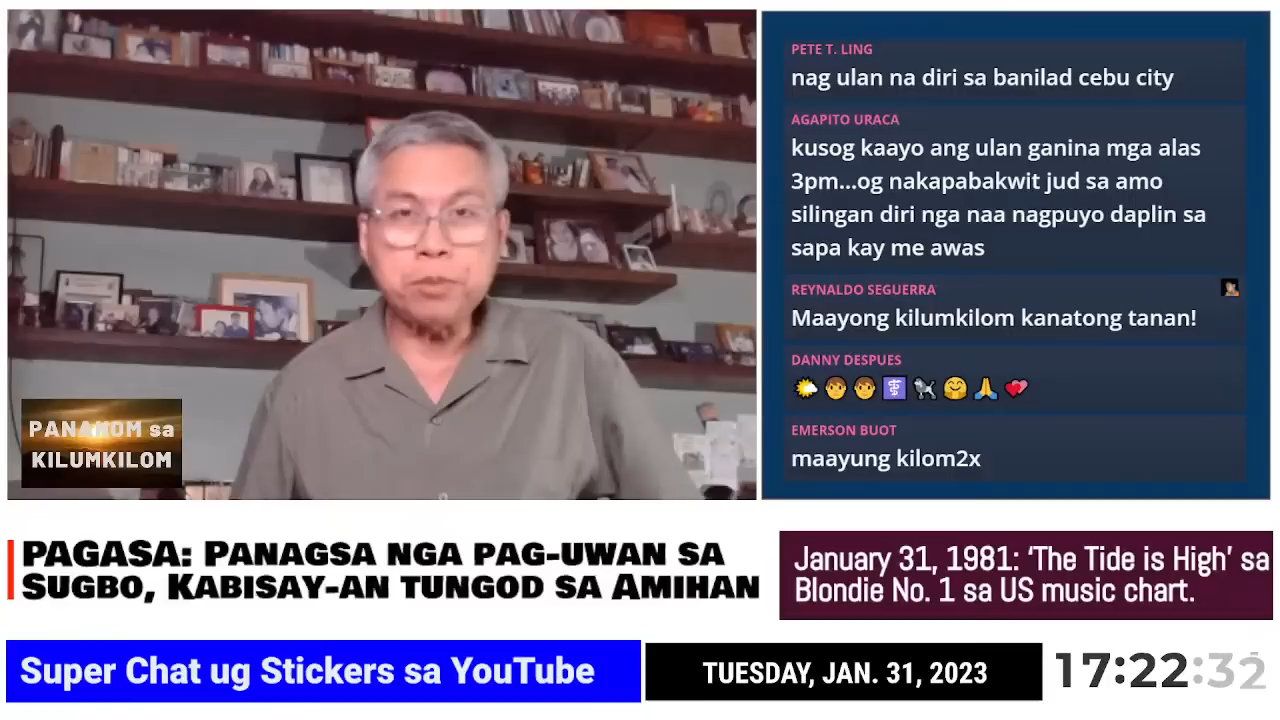 PANAHOM sa
KILUMKILOM
PETE T. LING
nag ulan na diri sa banilad cebu city
AGAPITO URACA
kusog kaayo ang ulan ganina mga alas
3pm...og nakapabakwit jud sa amo
silingan diri nga naa nagpuyo daplin sa
sapa kay me awas
REYNALDO SEGUERRA
Maayong kilumkilom kanatong tanan!
DANNY DESPUES
🌤️👨👨⚕️🐩🤗🙏💞
EMERSON BUOT
maayung kilom2x
PAGASA: PANAGSA NGA PAG-UWAN SA
SUGBO, KABISAY-AN TUNGOD SA AMIHAN
January 31, 1981: ‘The Tide is High’ sa
Blondie No. 1 sa US music chart.
Super Chat ug Stickers sa YouTube
TUESDAY, JAN. 31, 2023
17:22:32